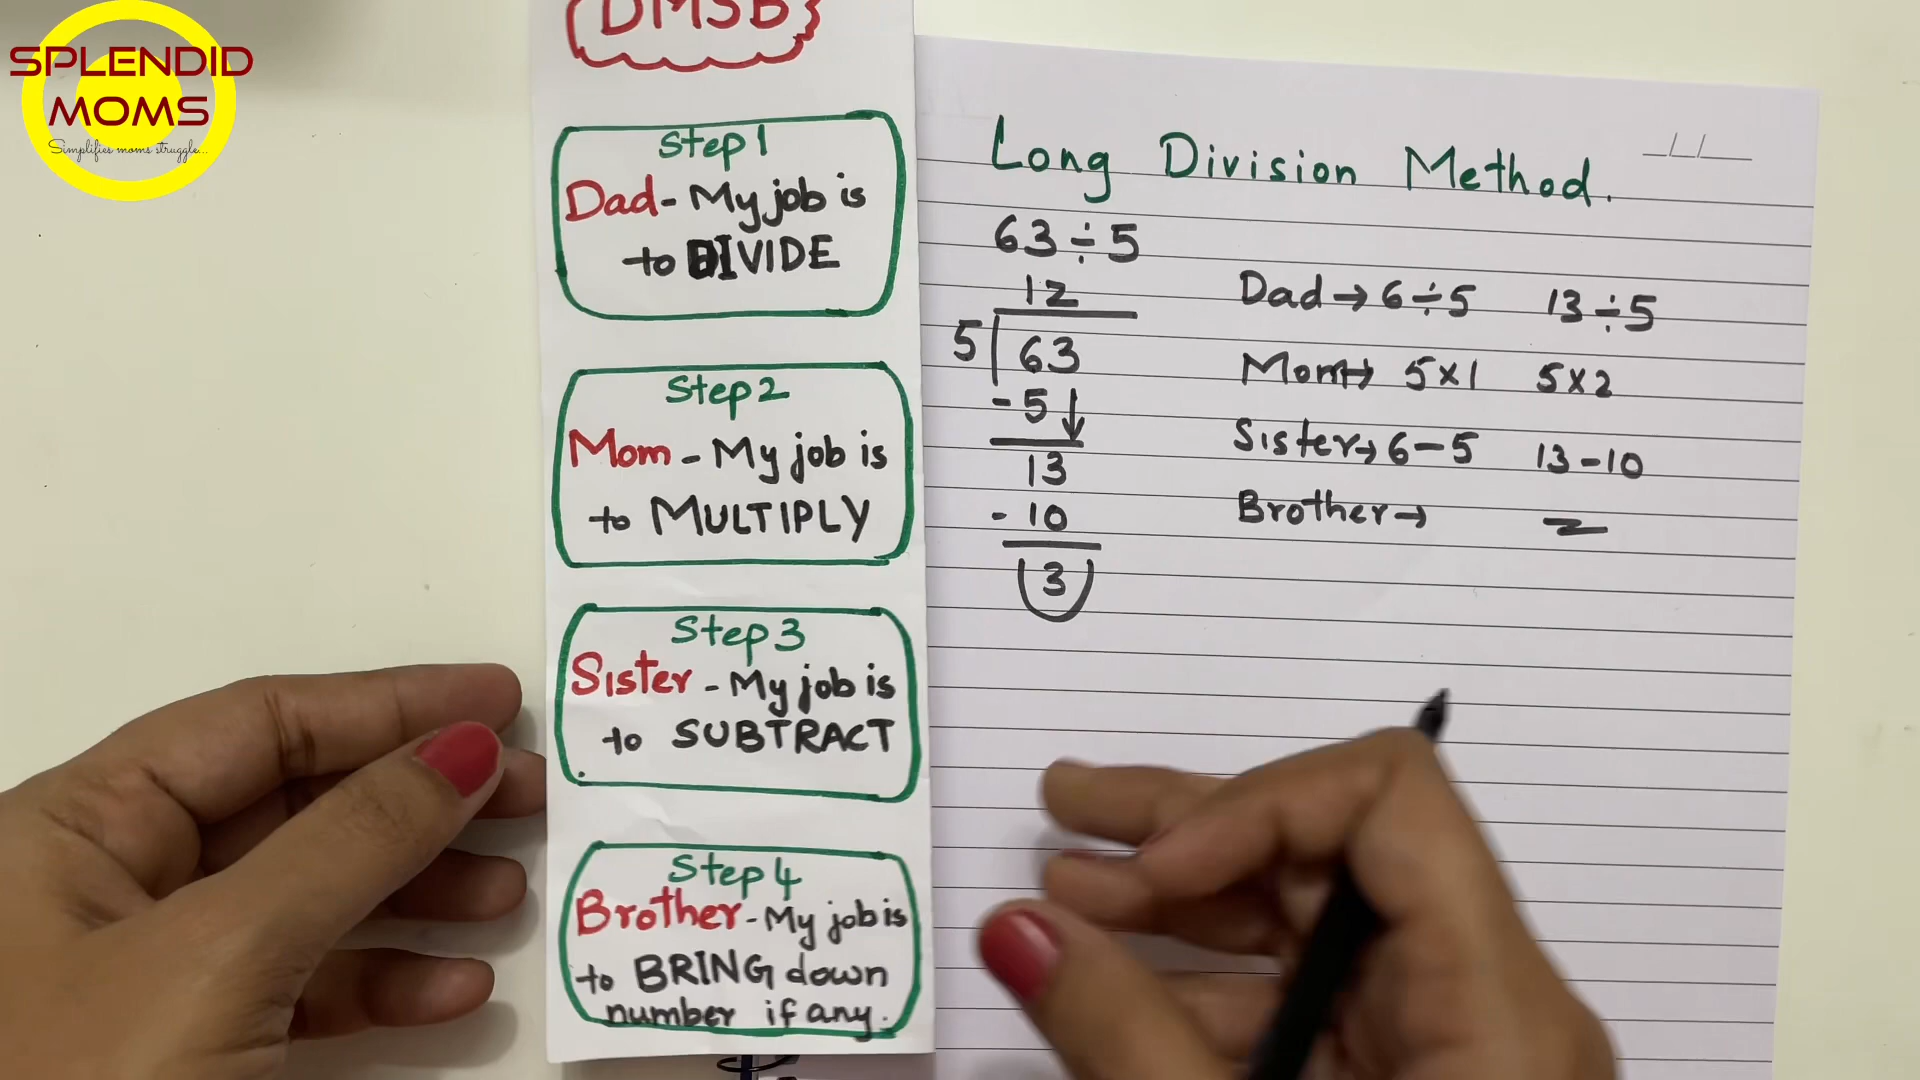 SPLENDID
MOMS
Simplifies moms struggle...
DMSB
Step 1
Dad - My job is
to DIVIDE
Step 2
Mom - My job is
to MULTIPLY
Step 3
Sister - My job is
to SUBTRACT
Step 4
Brother - My job is
to BRING down
number if any.
Long Division Method.
63 ÷ 5
12
5 63
- 5 ↓
13
- 10
3
Dad → 6 ÷ 5 13 ÷ 5
Mom → 5 × 1 5 × 2
Sister → 6 - 5 13 - 10
Brother →